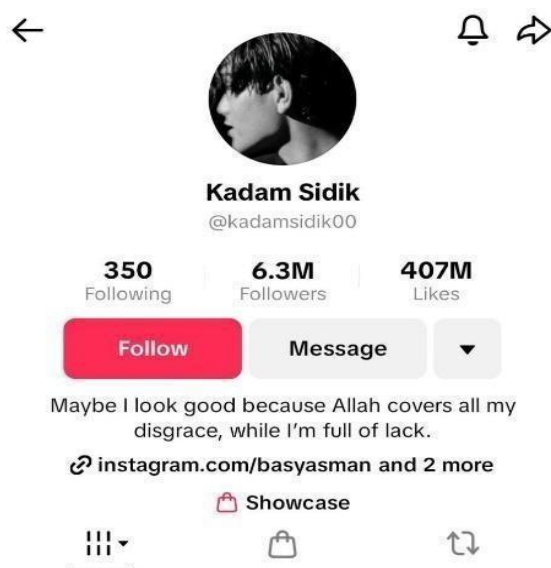 Kadam Sidik
@kadamsidik00
350 6.3M 407M
Following Followers Likes
Follow Message
Maybe I look good because Allah covers all my
disgrace, while I'm full of lack.
instagram.com/basyasman and 2 more
Showcase